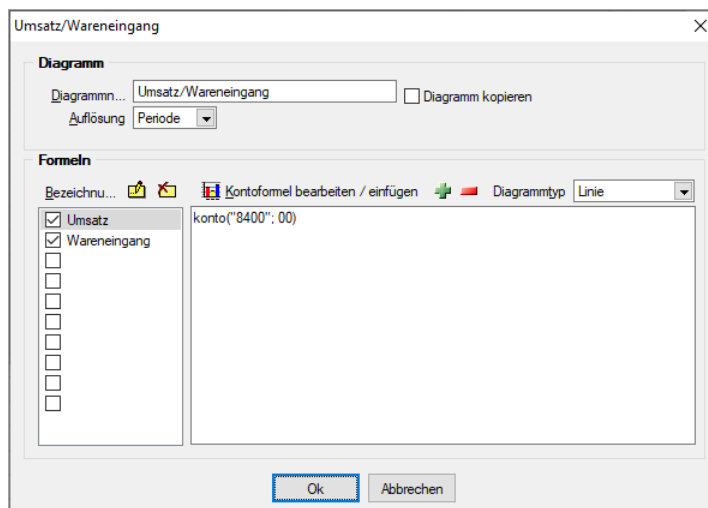 Umsatz/Wareneingang
Diagramm
Diagrammn... Umsatz/Wareneingang Diagramm kopieren
Auflösung Periode
Formeln
Bezeichnu... Kontoformel bearbeiten / einfügen Diagrammtyp Linie
Umsatz konto("8400"; 00)
Wareneingang
Ok Abbrechen